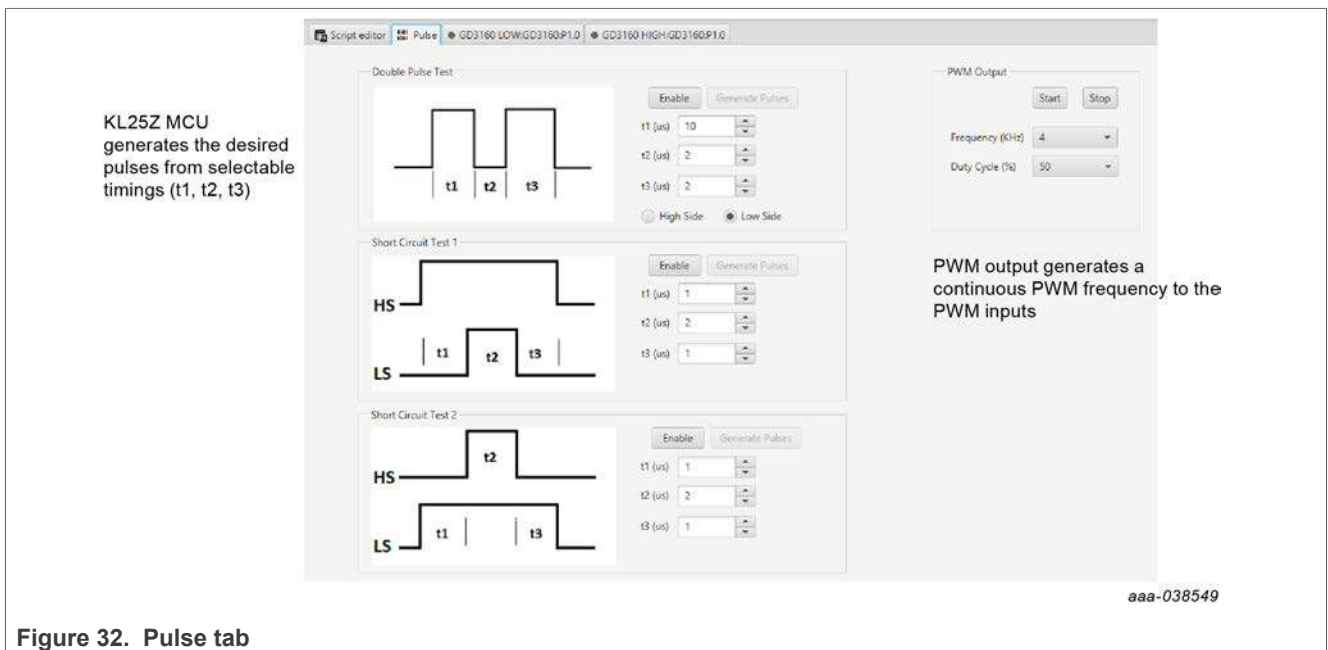 Script editor Pulse GD3160 LOW:GD3160:P1.0 GD3160 HIGH:GD3160:P1.0
KL25Z MCU
generates the desired
pulses from selectable
timings (t1, t2, t3)
Double Pulse Test
t1 t2 t3
Enable Generate Pulses
t1 (us) 10
t2 (us) 2
t3 (us) 2
High Side Low Side
Short Circuit Test 1
HS
LS
t1 t2 t3
Enable Generate Pulses
t1 (us) 1
t2 (us) 2
t3 (us) 1
Short Circuit Test 2
HS
t2
LS
t1 t3
Enable Generate Pulses
t1 (us) 1
t2 (us) 2
t3 (us) 1
PWM Output
Start Stop
Frequency (KHz) 4
Duty Cycle (%) 50
PWM output generates a
continuous PWM frequency to the
PWM inputs
aaa-038549
Figure 32. Pulse tab